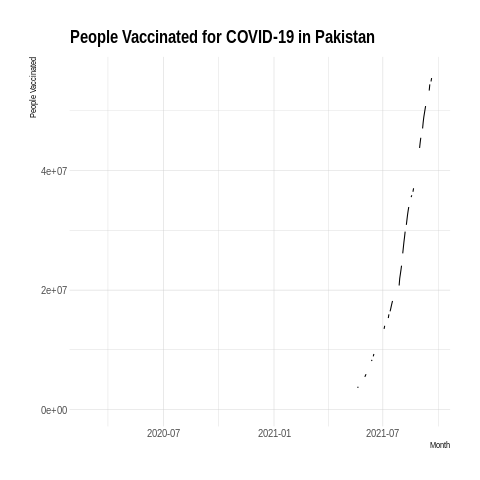 People Vaccinated for COVID-19 in Pakistan
People Vaccinated
4e+07
2e+07
0e+00
2020-07
2021-01
2021-07
Month